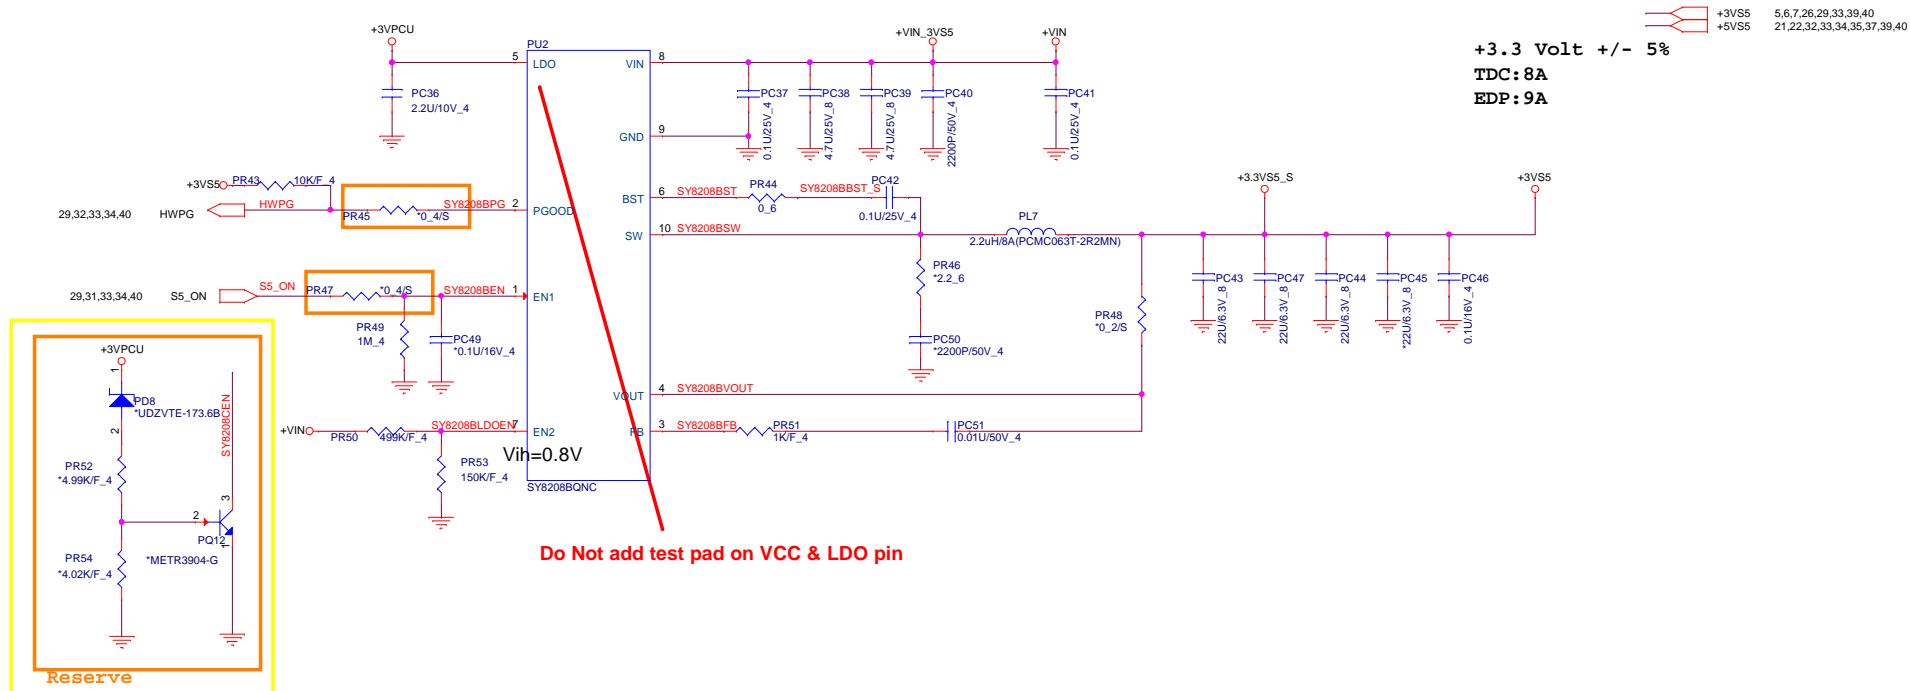 +3VS5 5,6,7,26,29,33,39,40
+5VS5 21,22,32,33,34,35,37,39,40
+3.3 Volt +/- 5%
TDC:8A
EDP:9A
+3VPCU
PU2
+VIN_3VS5
+VIN
5
LDO
VIN
8
PC36
2.2U/10V_4
PC37
0.1U/25V_4
PC38
4.7U/25V_8
PC39
4.7U/25V_8
PC40
2200P/50V_4
PC41
0.1U/25V_4
GND
9
+3VS5
PR43
10K/F_4
29,32,33,34,40
HWPG
HWPG
PR45
*0_4/S
SY8208BPG
2
PGOOD
BST
6
SY8208BST
PR44
0_6
SY8208BBST_S
PC42
0.1U/25V_4
+3.3VS5_S
+3VS5
SW
10
SY8208BSW
PL7
2.2uH/8A(PCMC063T-2R2MN)
PR46
*2.2_6
PC43
22U/6.3V_8
PC47
22U/6.3V_8
PC44
22U/6.3V_8
PC45
*22U/6.3V_8
PC46
0.1U/16V_4
29,31,33,34,40
S5_ON
S5_ON
PR47
*0_4/S
SY8208BEN
1
EN1
PR49
1M_4
PC49
*0.1U/16V_4
PR48
*0_2/S
PC50
*2200P/50V_4
VOUT
4
SY8208BVOUT
+VIN
PR50
499K/F_4
SY8208BLDOEN
7
EN2
Vih=0.8V
FB
3
SY8208BFB
PR51
1K/F_4
PC51
0.01U/50V_4
PR53
150K/F_4
SY8208BQNC
+3VPCU
1
PD8
*UDZVTE-173.6B
2
SY8208CEN
PR52
*4.99K/F_4
3
2
PQ12
1
*METR3904-G
PR54
*4.02K/F_4
Reserve
Do Not add test pad on VCC & LDO pin